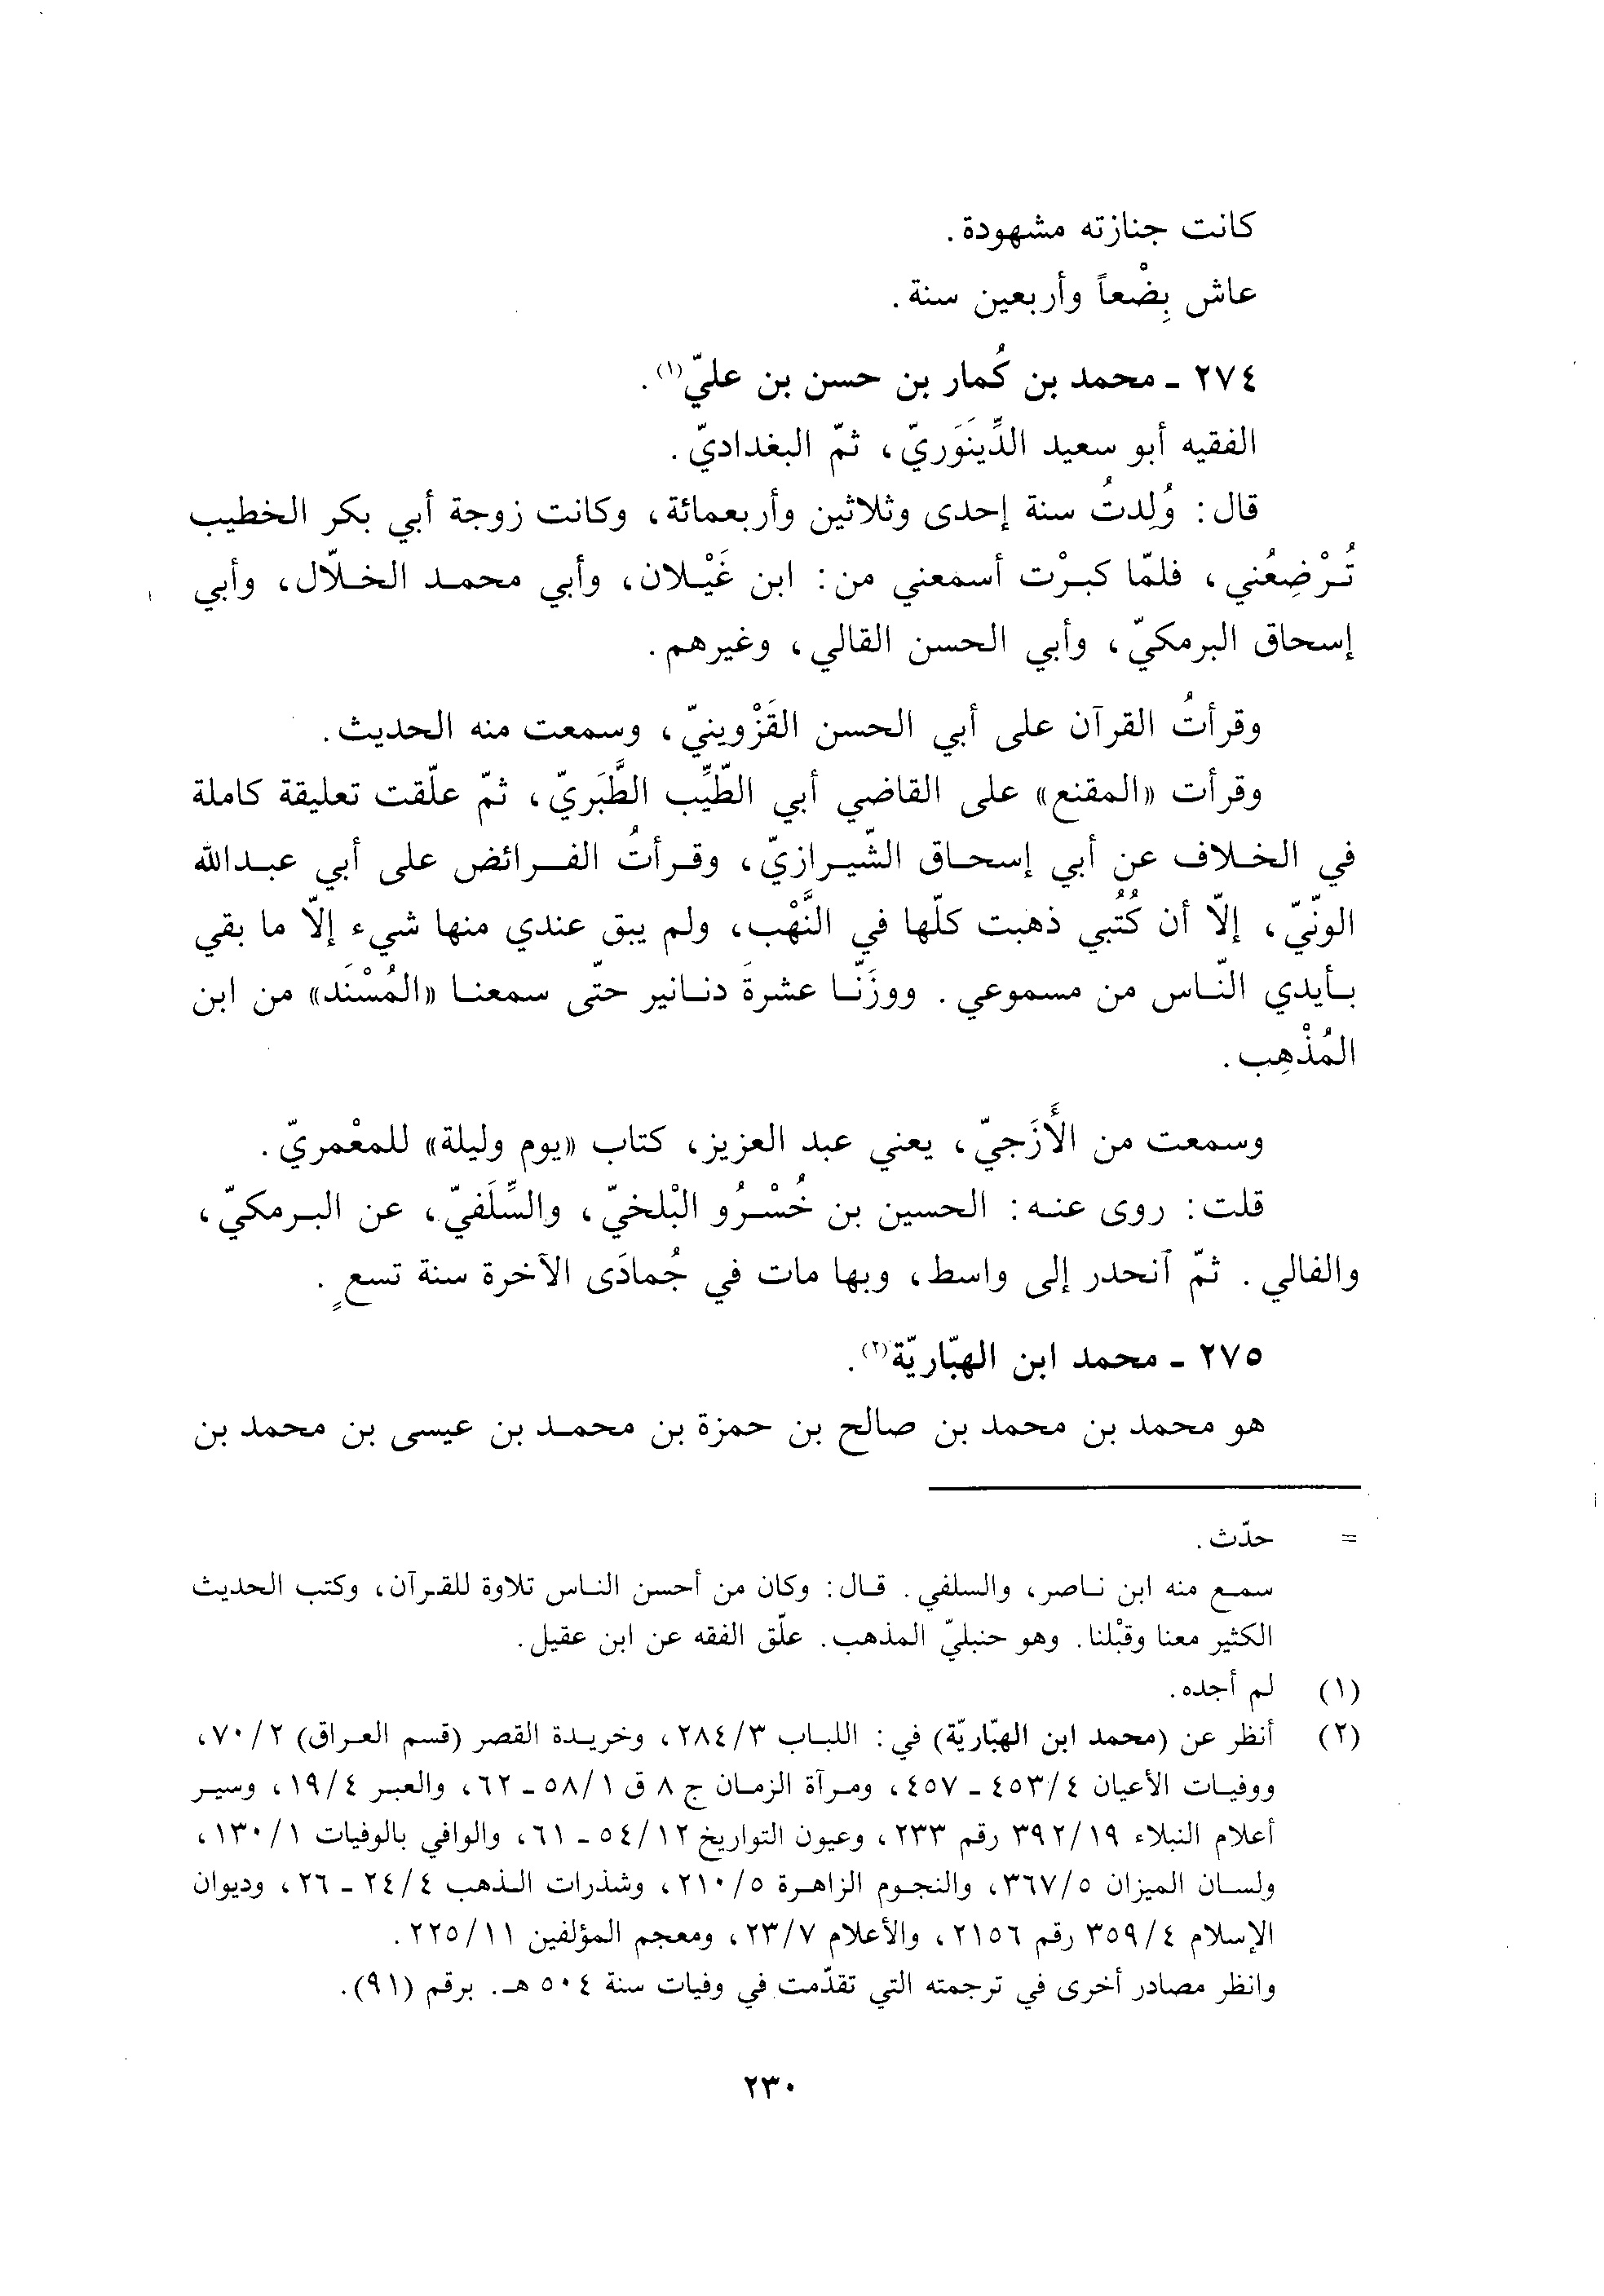 كانت جنازته مشهودة.
عاش بِضْعاً وأربعين سنة.
٢٧٤ ـ محمد بن كُمار بن حسن بن عليّ(١).
الفقيه أبو سعيد الدِّينَوَريّ، ثمّ البغداديّ.
قال: وُلِدتُ سنة إحدى وثلاثين وأربعمائة، وكانت زوجة أبي بكر الخطيب
تُرْضِعُني، فلمّا كبرْت أسمعني من: ابن غَيْلان، وأبي محمد الخلّال، وأبي
إسحاق البرمكيّ، وأبي الحسن القالي، وغيرهم.
وقرأتُ القرآن على أبي الحسن القَزْوينيّ، وسمعت منه الحديث.
وقرأت «المقنع» على القاضي أبي الطّيِّب الطَّبَريّ، ثمّ علّقت تعليقة كاملة
في الخلاف عن أبي إسحاق الشّيرازيّ، وقرأتُ الفرائض على أبي عبدالله
الونّيّ، إلّا أن كُتُبي ذهبت كلّها في النَّهْب، ولم يبق عندي منها شيء إلّا ما بقي
بأيدي النّاس من مسموعي. ووزَنّا عشرةَ دنانير حتّى سمعنا «المُسْنَد» من ابن
المُذْهِب.
وسمعت من الأَزَجيّ، يعني عبد العزيز، كتاب «يوم وليلة» للمعْمريّ.
قلت: روى عنه: الحسين بن خُسْرُو البْلخيّ، والسِّلَفيّ، عن البرمكيّ،
والفالي. ثمّ آنحدر إلى واسط، وبها مات في جُمادَى الآخرة سنة تسعٍ.
٢٧٥ ـ محمد ابن الهبّاريّة(٢).
هو محمد بن محمد بن صالح بن حمزة بن محمد بن عيسى بن محمد بن
= حدّث.
سمع منه ابن ناصر، والسلفي. قال: وكان من أحسن الناس تلاوة للقرآن، وكتب الحديث
الكثير معنا وقبْلنا. وهو حنبليّ المذهب. علّق الفقه عن ابن عقيل.
(١) لم أجده.
(٢) أنظر عن (محمد ابن الهبّاريّة) في: اللباب ٢٨٤/٣، وخريدة القصر (قسم العراق) ٧٠/٢،
ووفيات الأعيان ٤٥٣/٤ ـ ٤٥٧، ومرآة الزمان ج ٨ ق ٥٨/١ ـ ٦٢، والعبر ١٩/٤، وسير
أعلام النبلاء ٣٩٢/١٩ رقم ٢٣٣، وعيون التواريخ ٥٤/١٢ ـ ٦١، والوافي بالوفيات ١٣٠/١،
ولسان الميزان ٣٦٧/٥، والنجوم الزاهرة ٢١٠/٥، وشذرات الذهب ٢٤/٤ ـ ٢٦، وديوان
الإسلام ٣٥٩/٤ رقم ٢١٥٦، والأعلام ٢٣/٧، ومعجم المؤلفين ٢٢٥/١١.
وانظر مصادر أخرى في ترجمته التي تقدّمت في وفيات سنة ٥٠٤ هـ. برقم (٩١).
٢٣٠